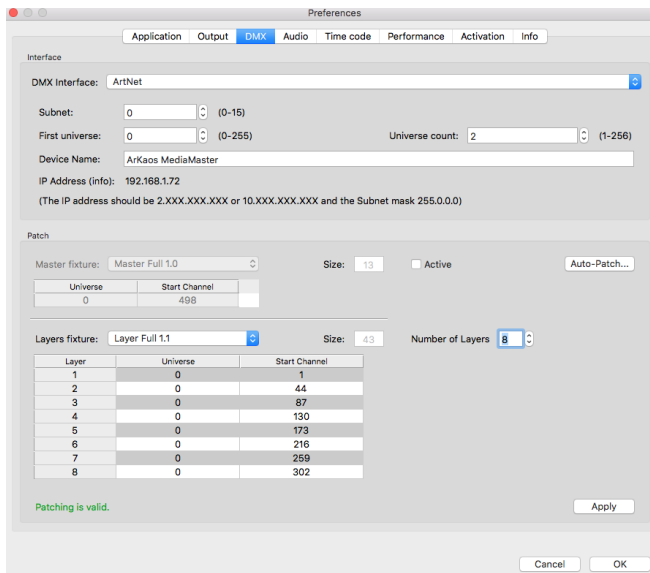 Preferences
Application Output DMX Audio Time code Performance Activation Info
Interface
DMX Interface: ArtNet
Subnet: 0 (0-15)
First universe: 0 (0-255) Universe count: 2 (1-256)
Device Name: ArKaos MediaMaster
IP Address (info): 192.168.1.72
(The IP address should be 2.XXX.XXX.XXX or 10.XXX.XXX.XXX and the Subnet mask 255.0.0.0)
Patch
Master fixture: Master Full 1.0 Size: 13 Active Auto-Patch...
Universe Start Channel
0 498
Layers fixture: Layer Full 1.1 Size: 43 Number of Layers 8
Layer Universe Start Channel
1 0 1
2 0 44
3 0 87
4 0 130
5 0 173
6 0 216
7 0 259
8 0 302
Patching is valid. Apply
Cancel OK